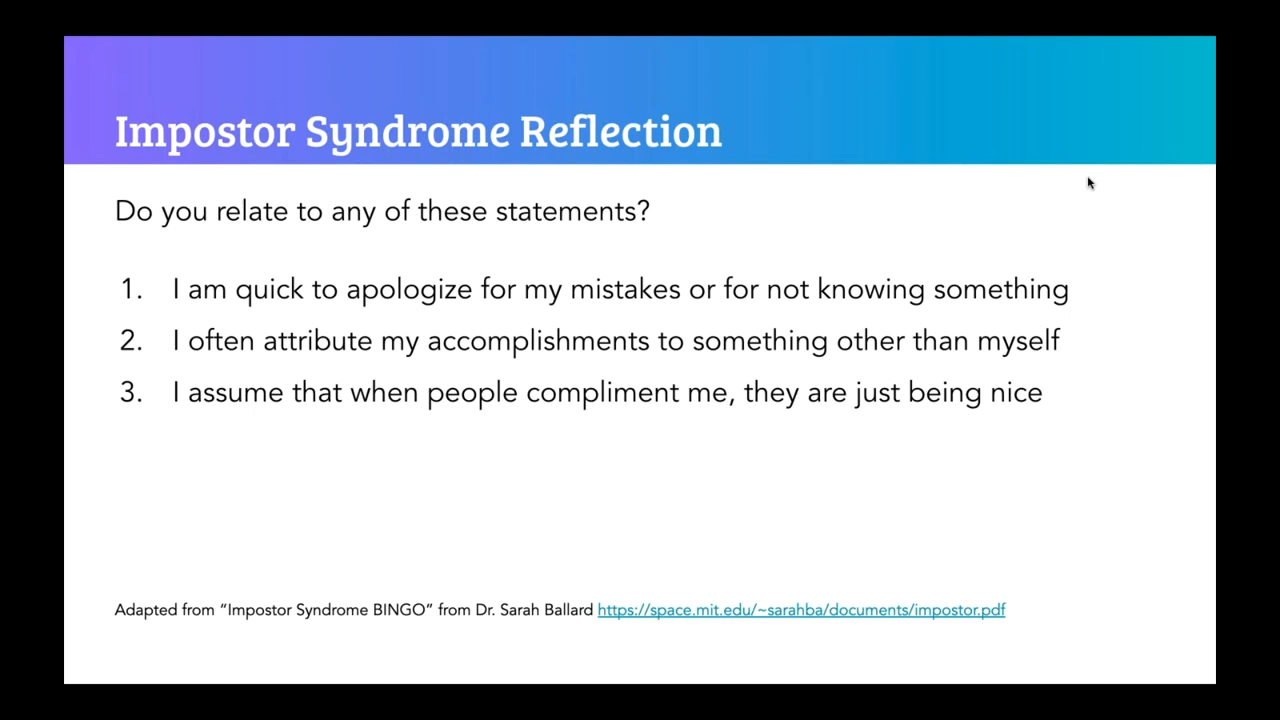 Impostor Syndrome Reflection
Do you relate to any of these statements?
1. I am quick to apologize for my mistakes or for not knowing something
2. I often attribute my accomplishments to something other than myself
3. I assume that when people compliment me, they are just being nice
Adapted from “Impostor Syndrome BINGO” from Dr. Sarah Ballard https://space.mit.edu/~sarahba/documents/impostor.pdf